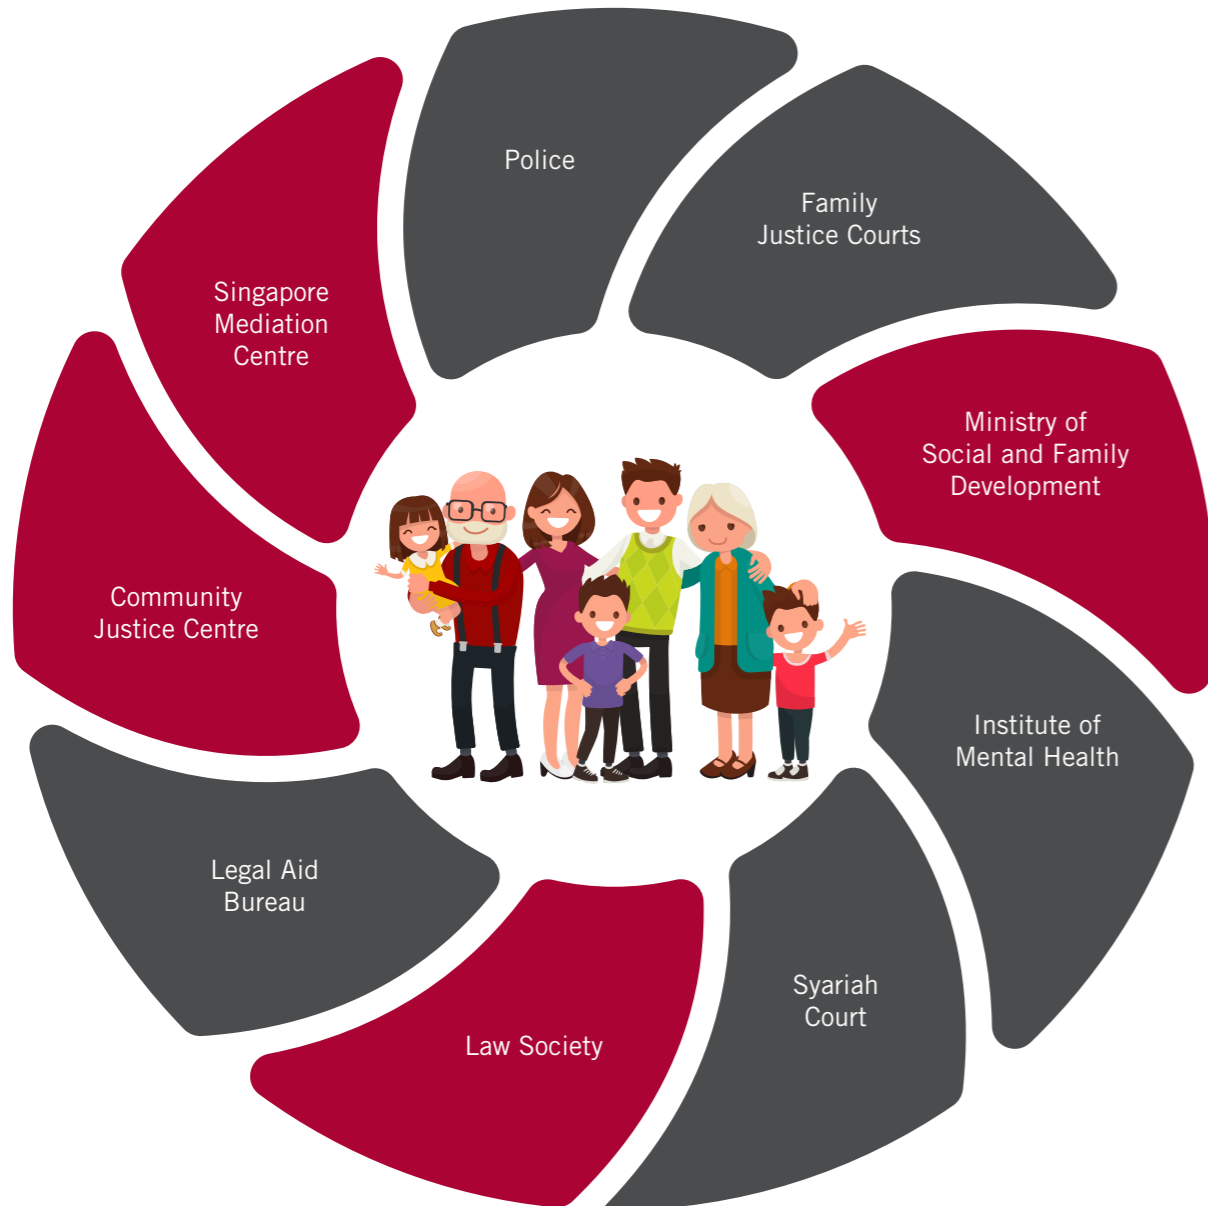 Police
Family
Justice Courts
Ministry of
Social and Family
Development
Institute of
Mental Health
Syariah
Court
Law Society
Legal Aid
Bureau
Community
Justice Centre
Singapore
Mediation
Centre